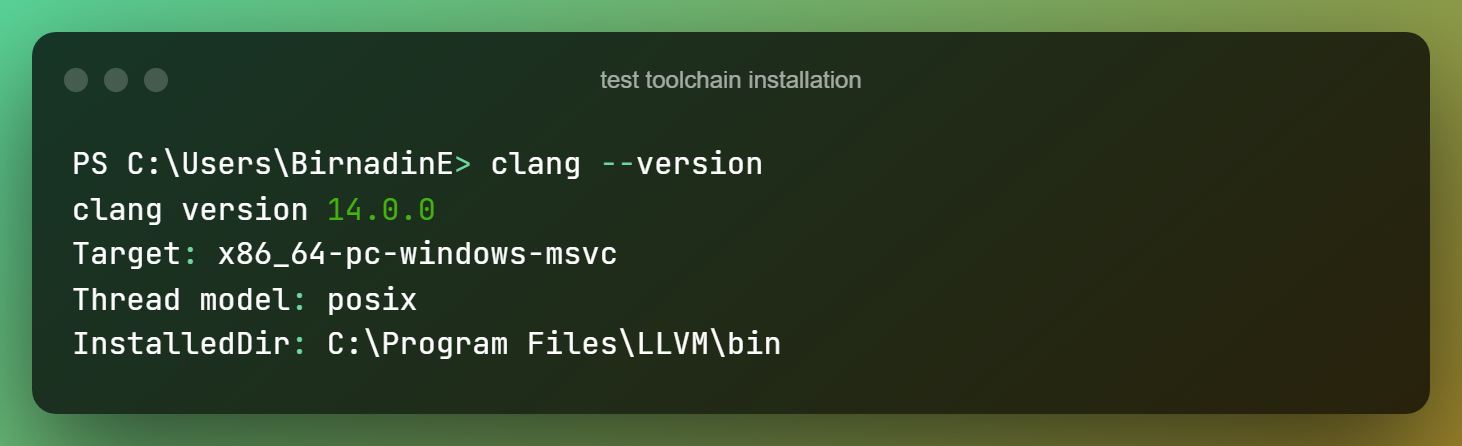 test toolchain installation
PS C:\Users\BirnadinE> clang --version
clang version 14.0.0
Target: x86_64-pc-windows-msvc
Thread model: posix
InstalledDir: C:\Program Files\LLVM\bin